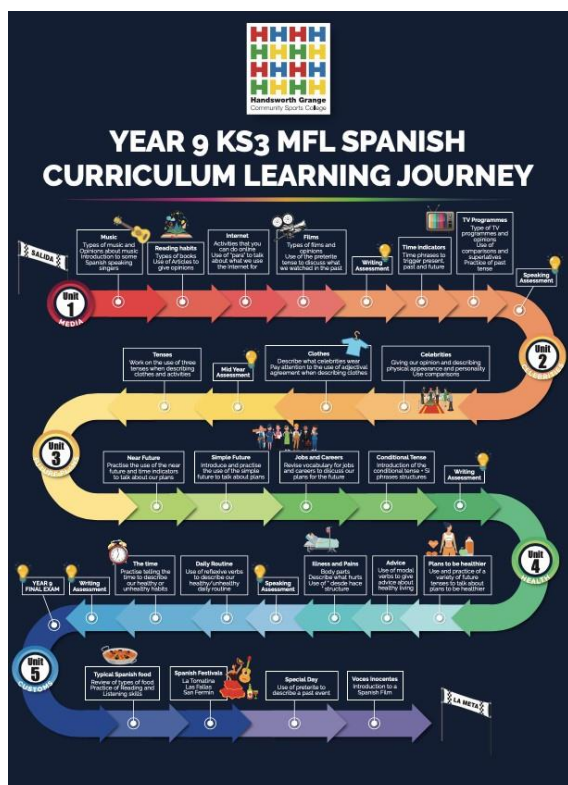 HHHH
HHHH
HHHH
HHHH
Handsworth Grange
Community Sports College
YEAR 9 KS3 MFL SPANISH
CURRICULUM LEARNING JOURNEY
SALIDA
Unit
1
MEDIA
Music
Types of music and
Opinions about music
Introduction to some
Spanish speaking
singers
Reading habits
Types of books
Use of Articles to
give opinions
Internet
Activities that you
can do online
Use of "para" to talk
about what we use
the Internet for
Films
Types of films and
opinions
Use of the preterite
tense to discuss what
we watched in the past
Writing
Assessment
Time indicators
Time phrases to
trigger present,
past and future
TV Programmes
Type of TV
programmes and
opinions
Use of
comparisons and
superlatives
Practice of past
tense
Speaking
Assessment
Unit
2
CELEBRITIES
Celebrities
Giving our opinion and describing
physical appearance and personality
Use comparisons
Clothes
Describe what celebrities wear
Pay attention to the use of adjectival
agreement when describing clothes
Mid Year
Assessment
Tenses
Work on the use of three
tenses when describing
clothes and activities
Unit
3
Near Future
Practise the use of the near
future and time indicators
to talk about our plans
Simple Future
Introduce and practise
the use of the simple
future to talk about plans
Jobs and Careers
Revise vocabulary for jobs
and careers to discuss our
plans for the future
Conditional Tense
Introduction of the
conditional tense + Si
phrases structures
Writing
Assessment
Unit
4
HEALTH
Plans to be healthier
Use and practice of a
variety of future
tenses to talk about
plans to be healthier
Advice
Use of modal
verbs to give
advice about
healthy living
Illness and Pains
Body parts
Describe what hurts
Use of " desde hace
structure
Speaking
Assessment
Daily Routine
Use of reflexive verbs
to describe our
healthy/unhealthy
daily routine
The time
Practise telling the
time to describe
our healthy or
unhealthy habits
Writing
Assessment
YEAR 9
FINAL EXAM
Unit
5
CUSTOMS
Typical Spanish food
Review of types of food
Practice of Reading and
Listening skills
Spanish Festivals
La Tomatina
Las Fallas
San Fermin
Special Day
Use of preterite to
describe a past event
Voces Inocentes
Introduction to a
Spanish Film
LA META